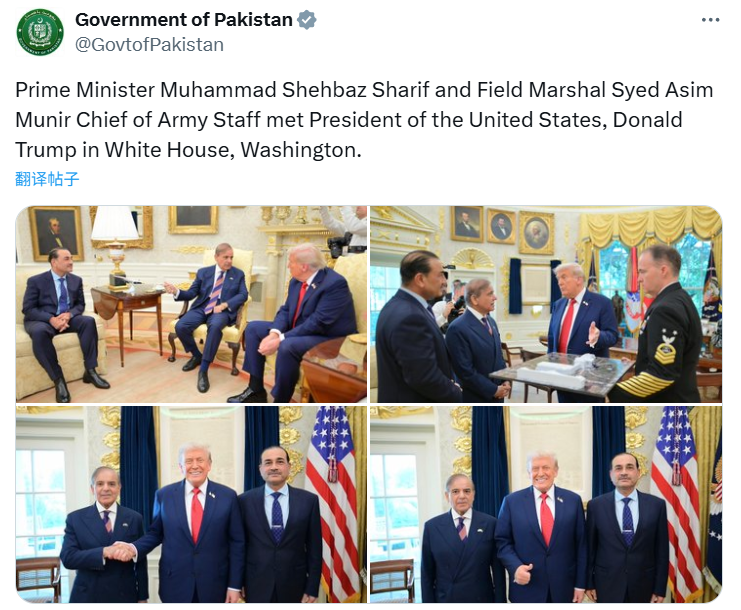 Government of Pakistan
@GovtofPakistan
Prime Minister Muhammad Shehbaz Sharif and Field Marshal Syed Asim
Munir Chief of Army Staff met President of the United States, Donald
Trump in White House, Washington.
翻译帖子